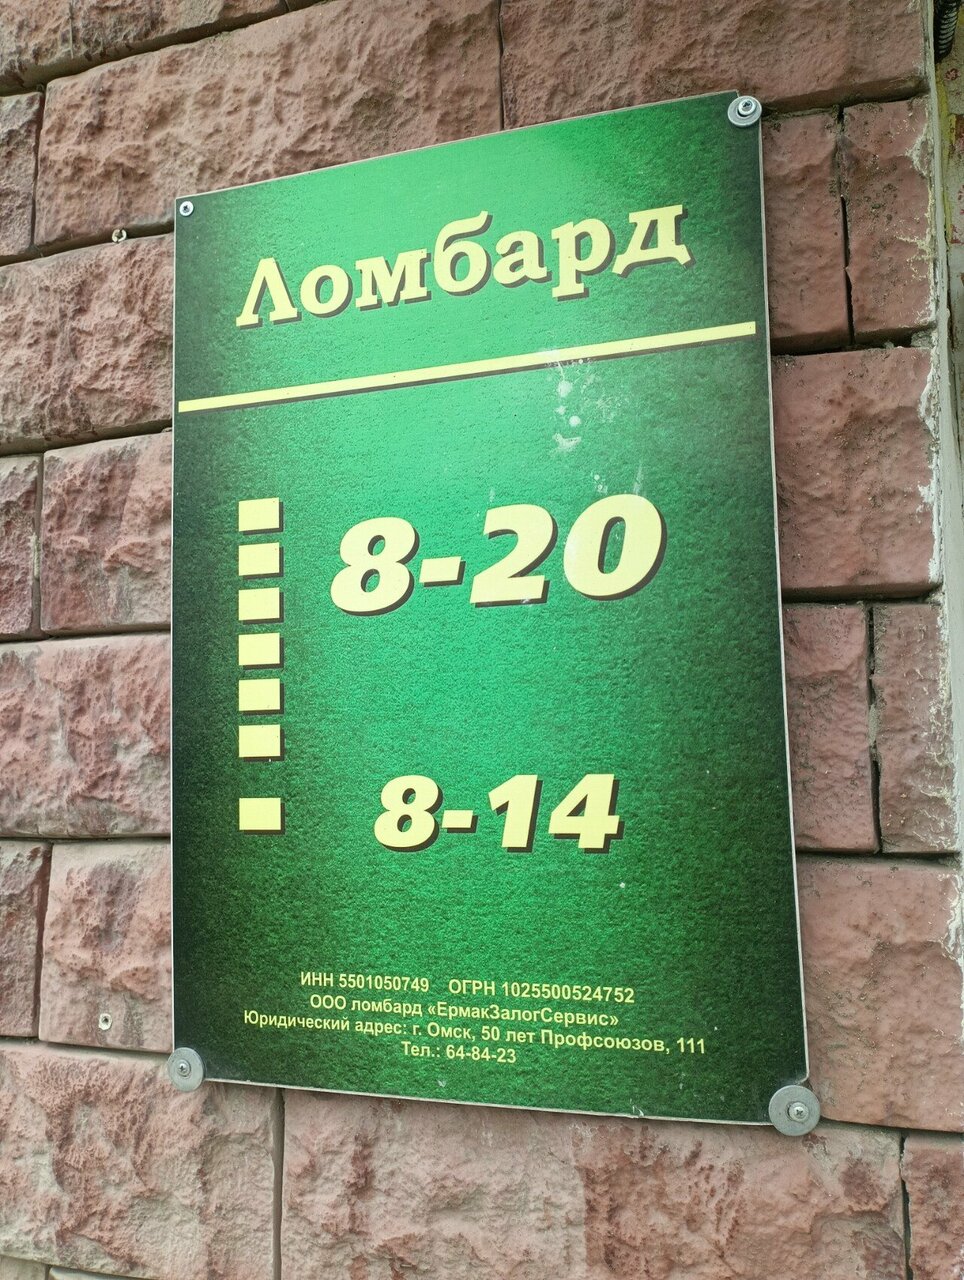 Ломбард
8-20
8-14
ИНН 5501050749 ОГРН 1025500524752
ООО ломбард «ЕрмакЗалогСервис»
Юридический адрес: г. Омск, 50 лет Профсоюзов, 111
Тел.: 64-84-23